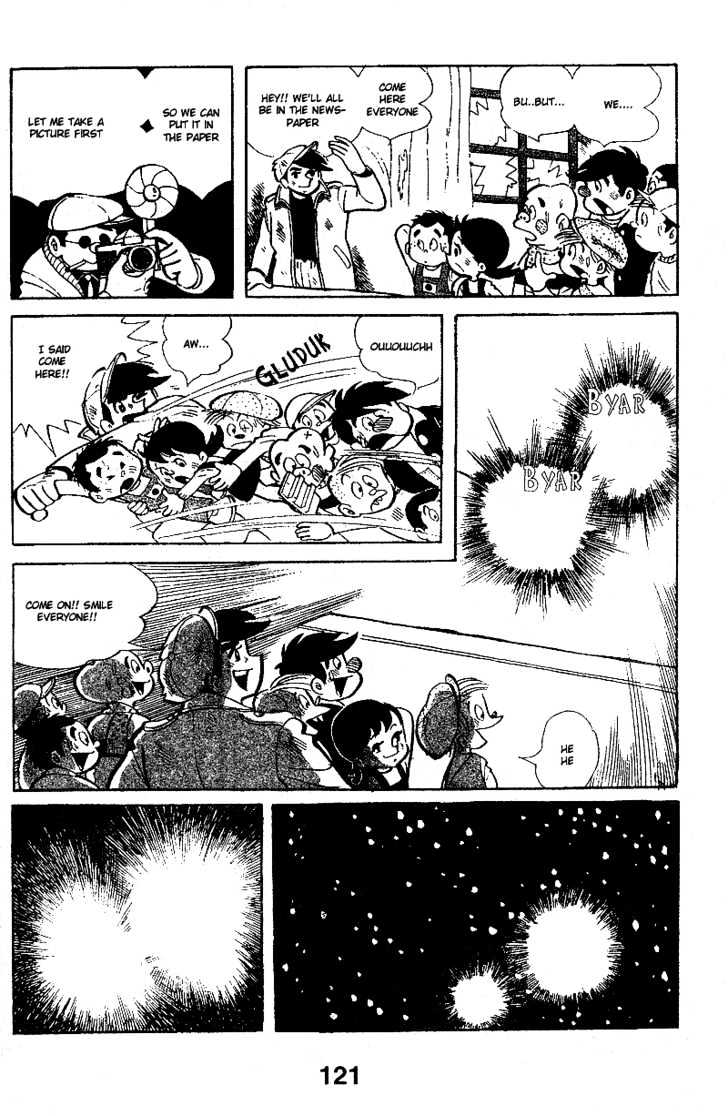 LET ME TAKE A
PICTURE FIRST
SO WE CAN
PUT IT IN
THE PAPER
HEY!! WE'LL ALL
BE IN THE NEWS-
PAPER
COME
HERE
EVERYONE
BU..BUT...
WE....
I SAID
COME
HERE!!
AW...
GLUDUK
OUUOUUCHH
BYAR
BYAR
COME ON!! SMILE
EVERYONE!!
HE
HE
121